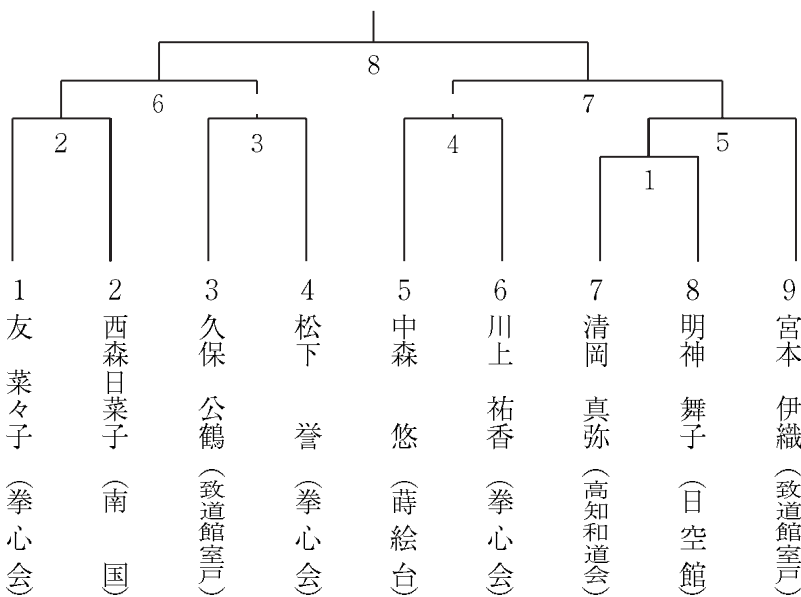 8
6
7
2
3
4
5
1
1 友 菜々子 (拳心会)
2 西森日菜子 (南 国)
3 久保 公鶴 (致道館室戸)
4 松下 誉 (拳心会)
5 中森 悠 (蒔絵台)
6 川上 祐香 (拳心会)
7 清岡 真弥 (高知和道会)
8 明神 舞子 (日空館)
9 宮本 伊織 (致道館室戸)